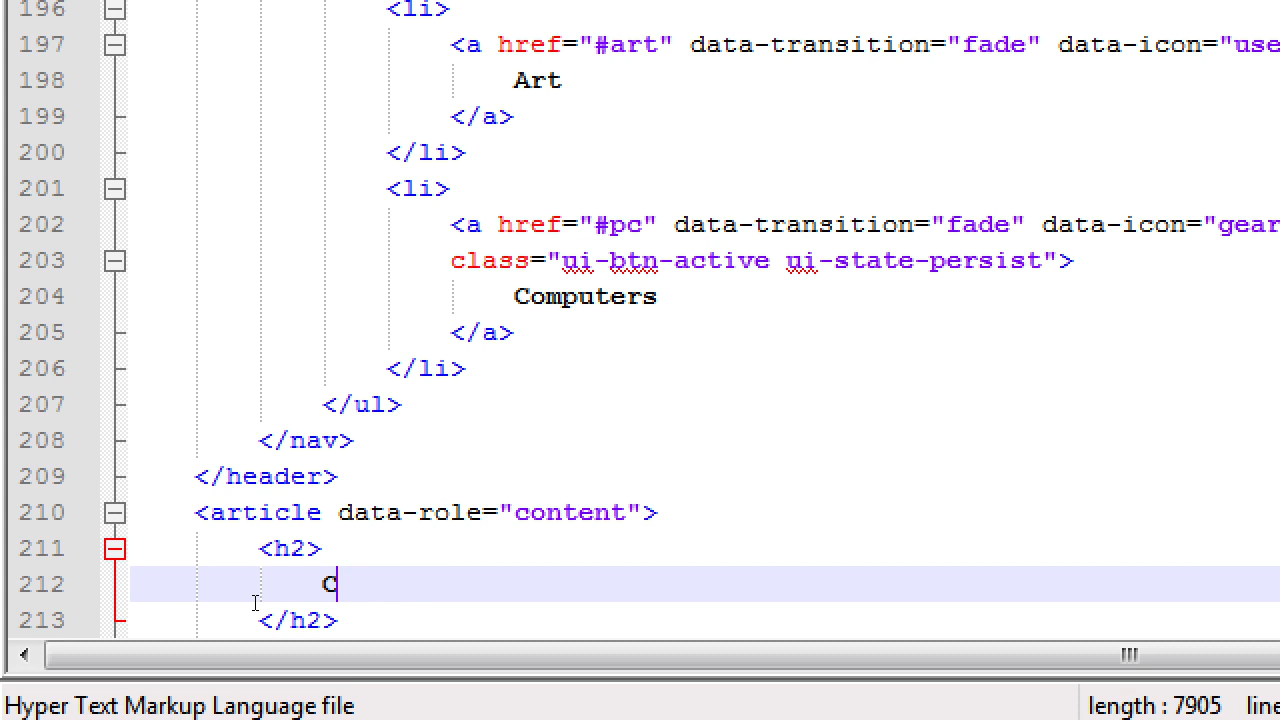 196 <li>
197 <a href="#art" data-transition="fade" data-icon="use
198 Art
199 </a>
200 </li>
201 <li>
202 <a href="#pc" data-transition="fade" data-icon="gear
203 class="ui-btn-active ui-state-persist">
204 Computers
205 </a>
206 </li>
207 </ul>
208 </nav>
209 </header>
210 <article data-role="content">
211 <h2>
212 C
213 </h2>
Hyper Text Markup Language file length : 7905 line